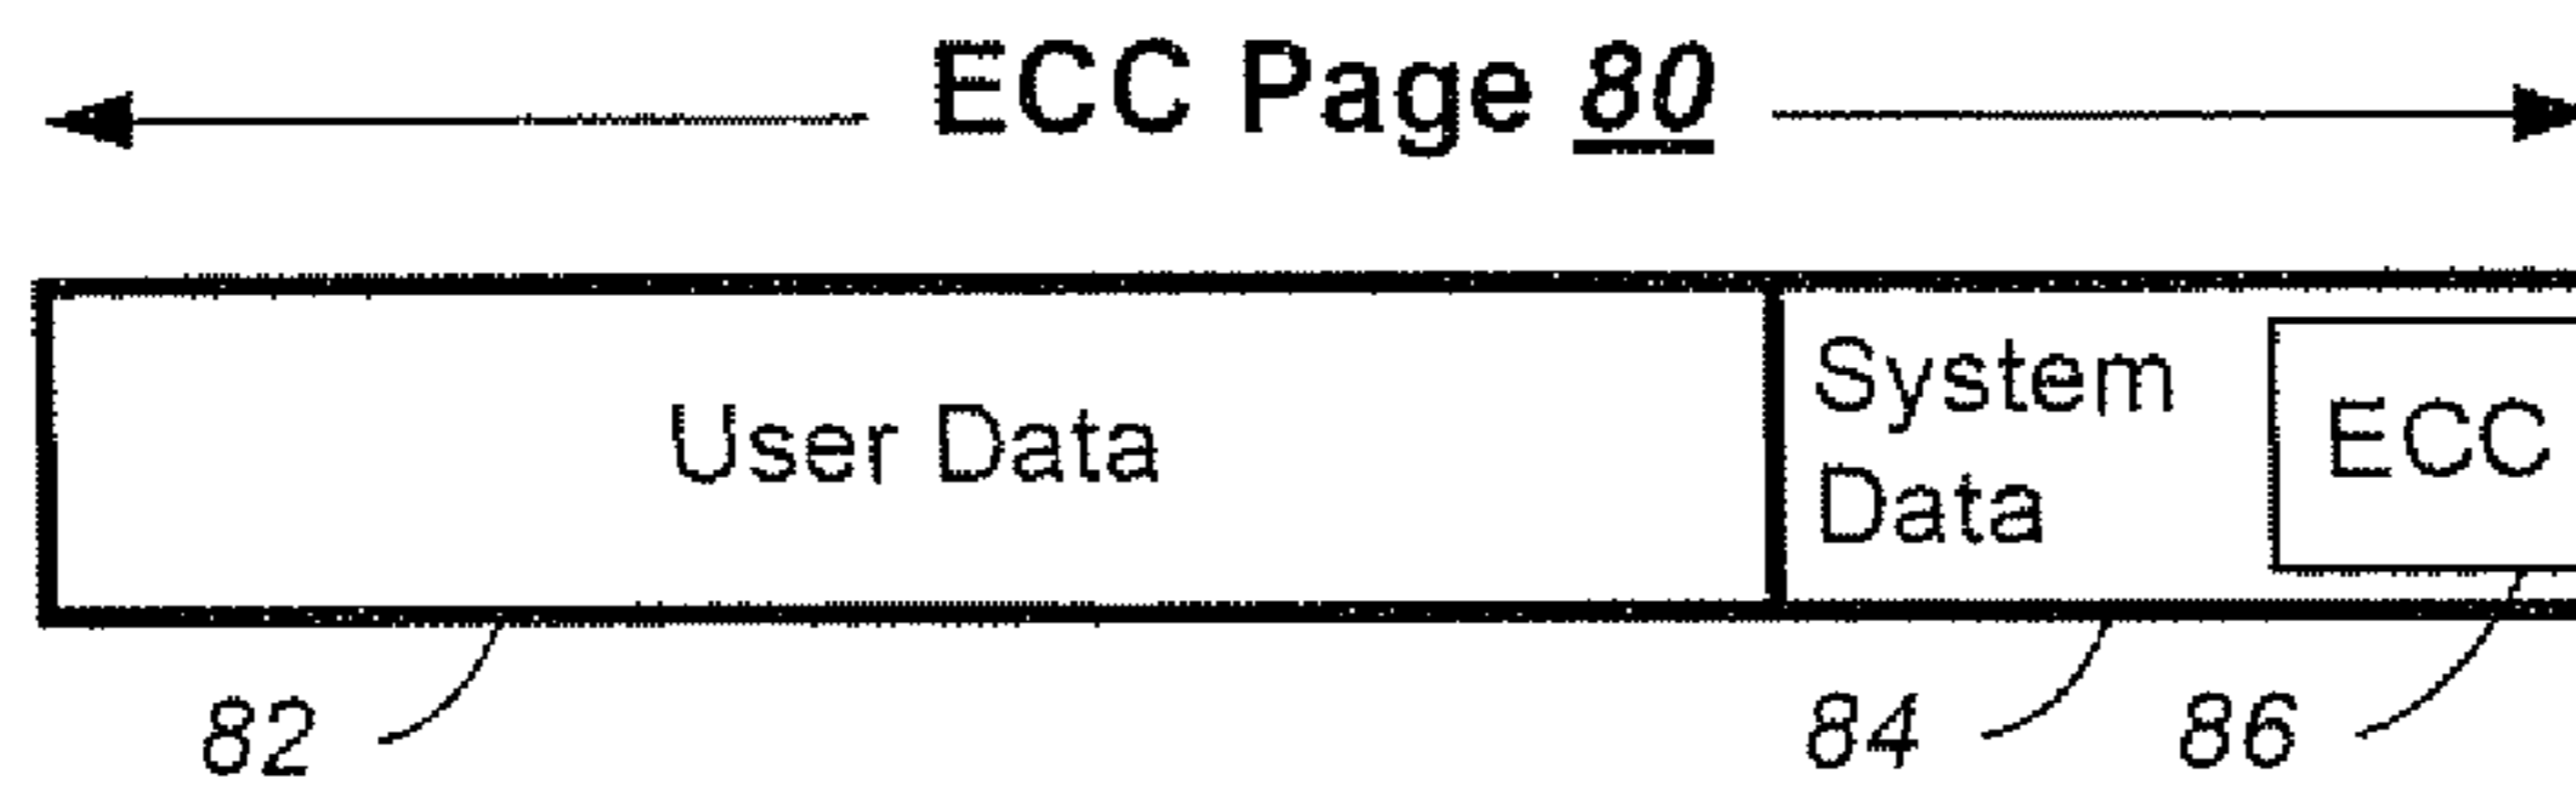 ECC Page 80
User Data
System
Data
ECC
82
84
86